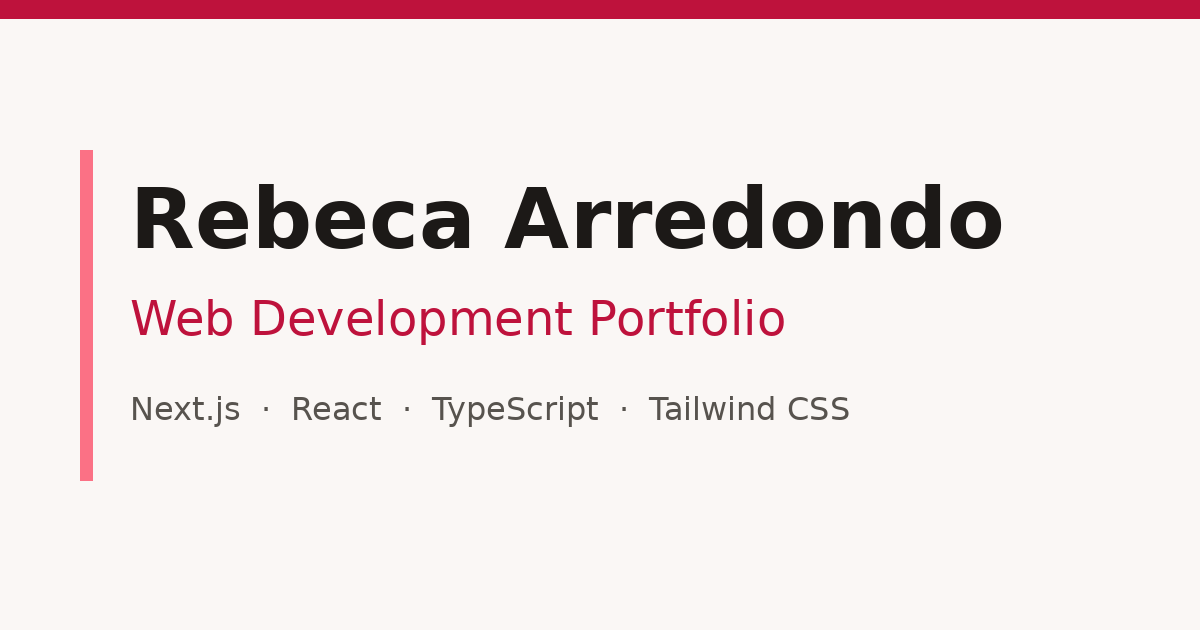 Rebeca Arredondo
Web Development Portfolio
Next.js · React · TypeScript · Tailwind CSS